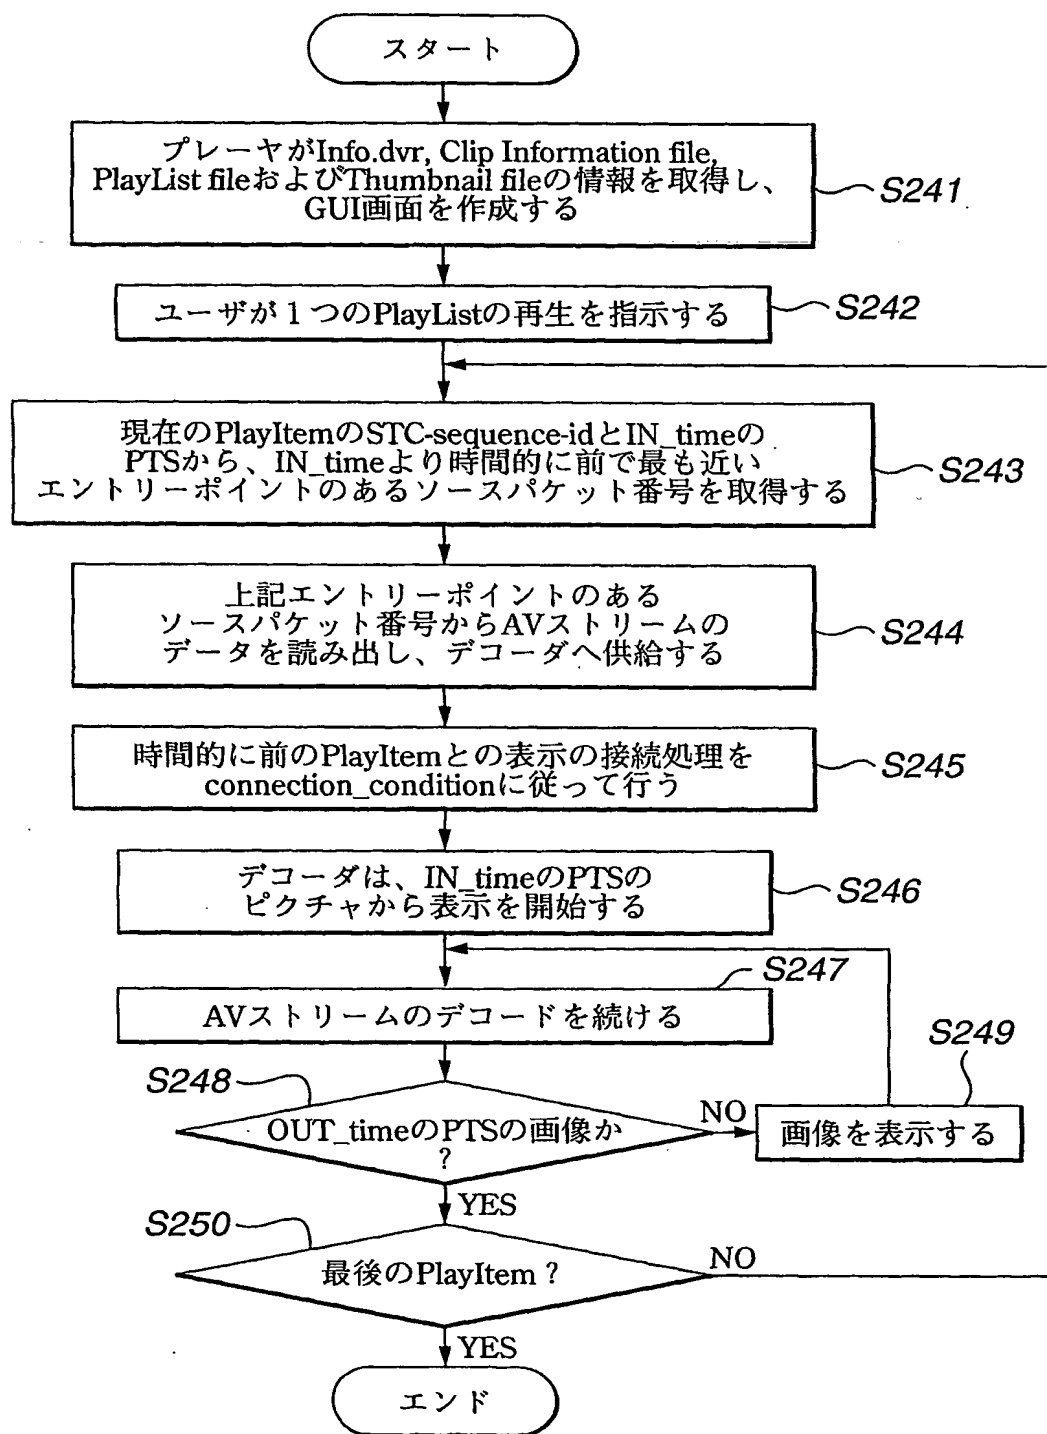 スタート
プレーヤがInfo.dvr, Clip Information file,
PlayList fileおよびThumbnail fileの情報を取得し、
GUI画面を作成する
S241
ユーザが１つのPlayListの再生を指示する
S242
現在のPlayItemのSTC-sequence-idとIN_timeの
PTSから、IN_timeより時間的に前で最も近い
エントリーポイントのあるソースパケット番号を取得する
S243
上記エントリーポイントのある
ソースパケット番号からAVストリームの
データを読み出し、デコーダへ供給する
S244
時間的に前のPlayItemとの表示の接続処理を
connection_conditionに従って行う
S245
デコーダは、IN_timeのPTSの
ピクチャから表示を開始する
S246
S247
AVストリームのデコードを続ける
S249
S248
OUT_timeのPTSの画像か
?
NO
画像を表示する
YES
S250
最後のPlayItem ?
NO
YES
エンド